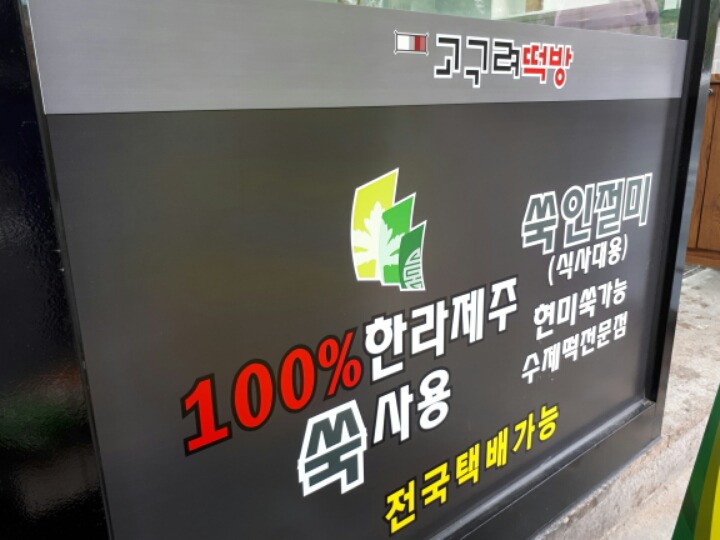 고구려떡방
쑥
쑥인절미
(식사대용)
현미쑥가능
수제떡전문점
100%한라제주
쑥사용
전국택배가능